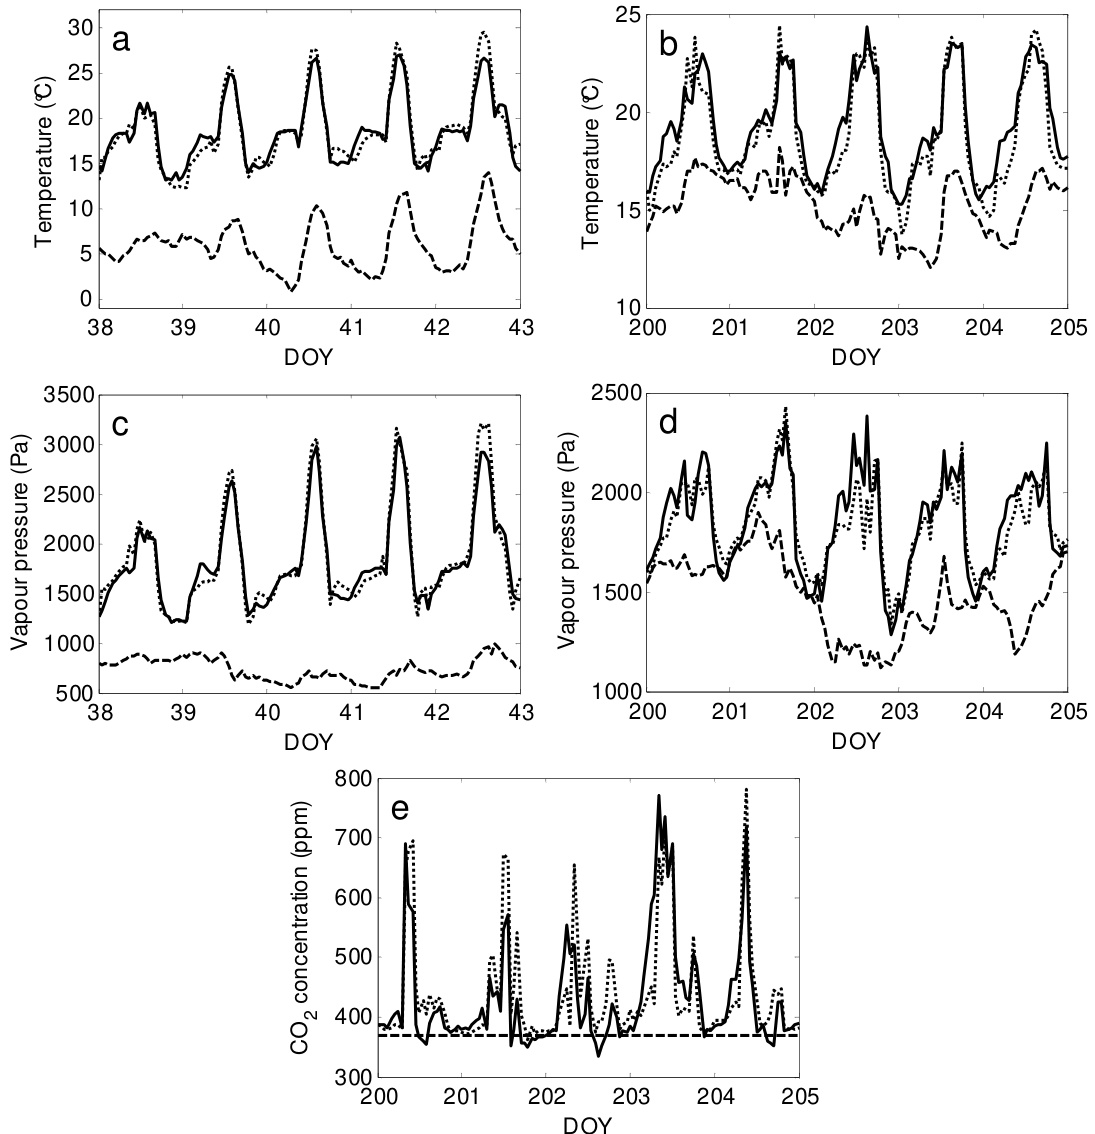 a
Temperature (°C)
30
25
20
15
10
5
0
38 39 40 41 42 43
DOY
b
Temperature (°C)
25
20
15
10
200 201 202 203 204 205
DOY
c
Vapour pressure (Pa)
3500
3000
2500
2000
1500
1000
500
38 39 40 41 42 43
DOY
d
Vapour pressure (Pa)
2500
2000
1500
1000
200 201 202 203 204 205
DOY
e
CO2 concentration (ppm)
800
700
600
500
400
300
200 201 202 203 204 205
DOY